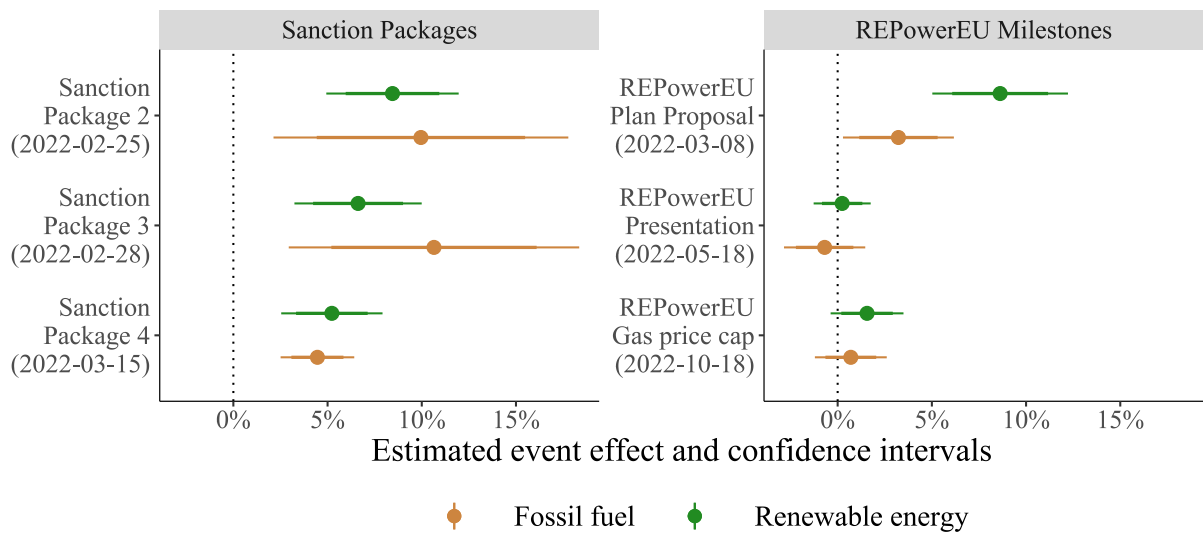 Sanction Packages
Sanction
Package 2
(2022-02-25)
Sanction
Package 3
(2022-02-28)
Sanction
Package 4
(2022-03-15)
0% 5% 10% 15%
REPowerEU Milestones
REPowerEU
Plan Proposal
(2022-03-08)
REPowerEU
Presentation
(2022-05-18)
REPowerEU
Gas price cap
(2022-10-18)
0% 5% 10% 15%
Estimated event effect and confidence intervals
Fossil fuel Renewable energy